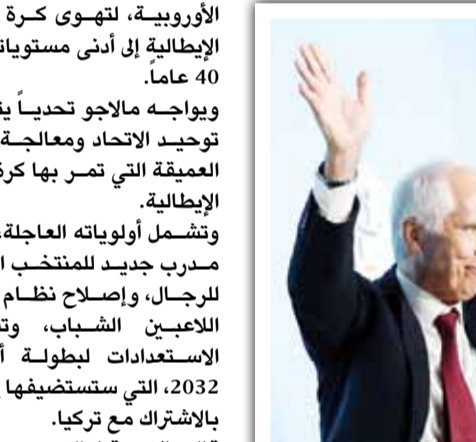 الأوروبية، لتهوى كرة
الإيطالية إلى أدنى مستويات
40 عاماً.
ويواجه مالاجو تحدياً
توحيد الاتحاد ومعالجة
العميقة التي تمر بها كرة
الإيطالية.
وتشمل أولوياته العاجلة،
مدرب جديد للمنتخب
للرجال، وإصلاح نظام
اللاعبين الشباب،
الاستعدادات لبطولة
2032، التي ستستضيفها
بالاشتراك مع تركيا.